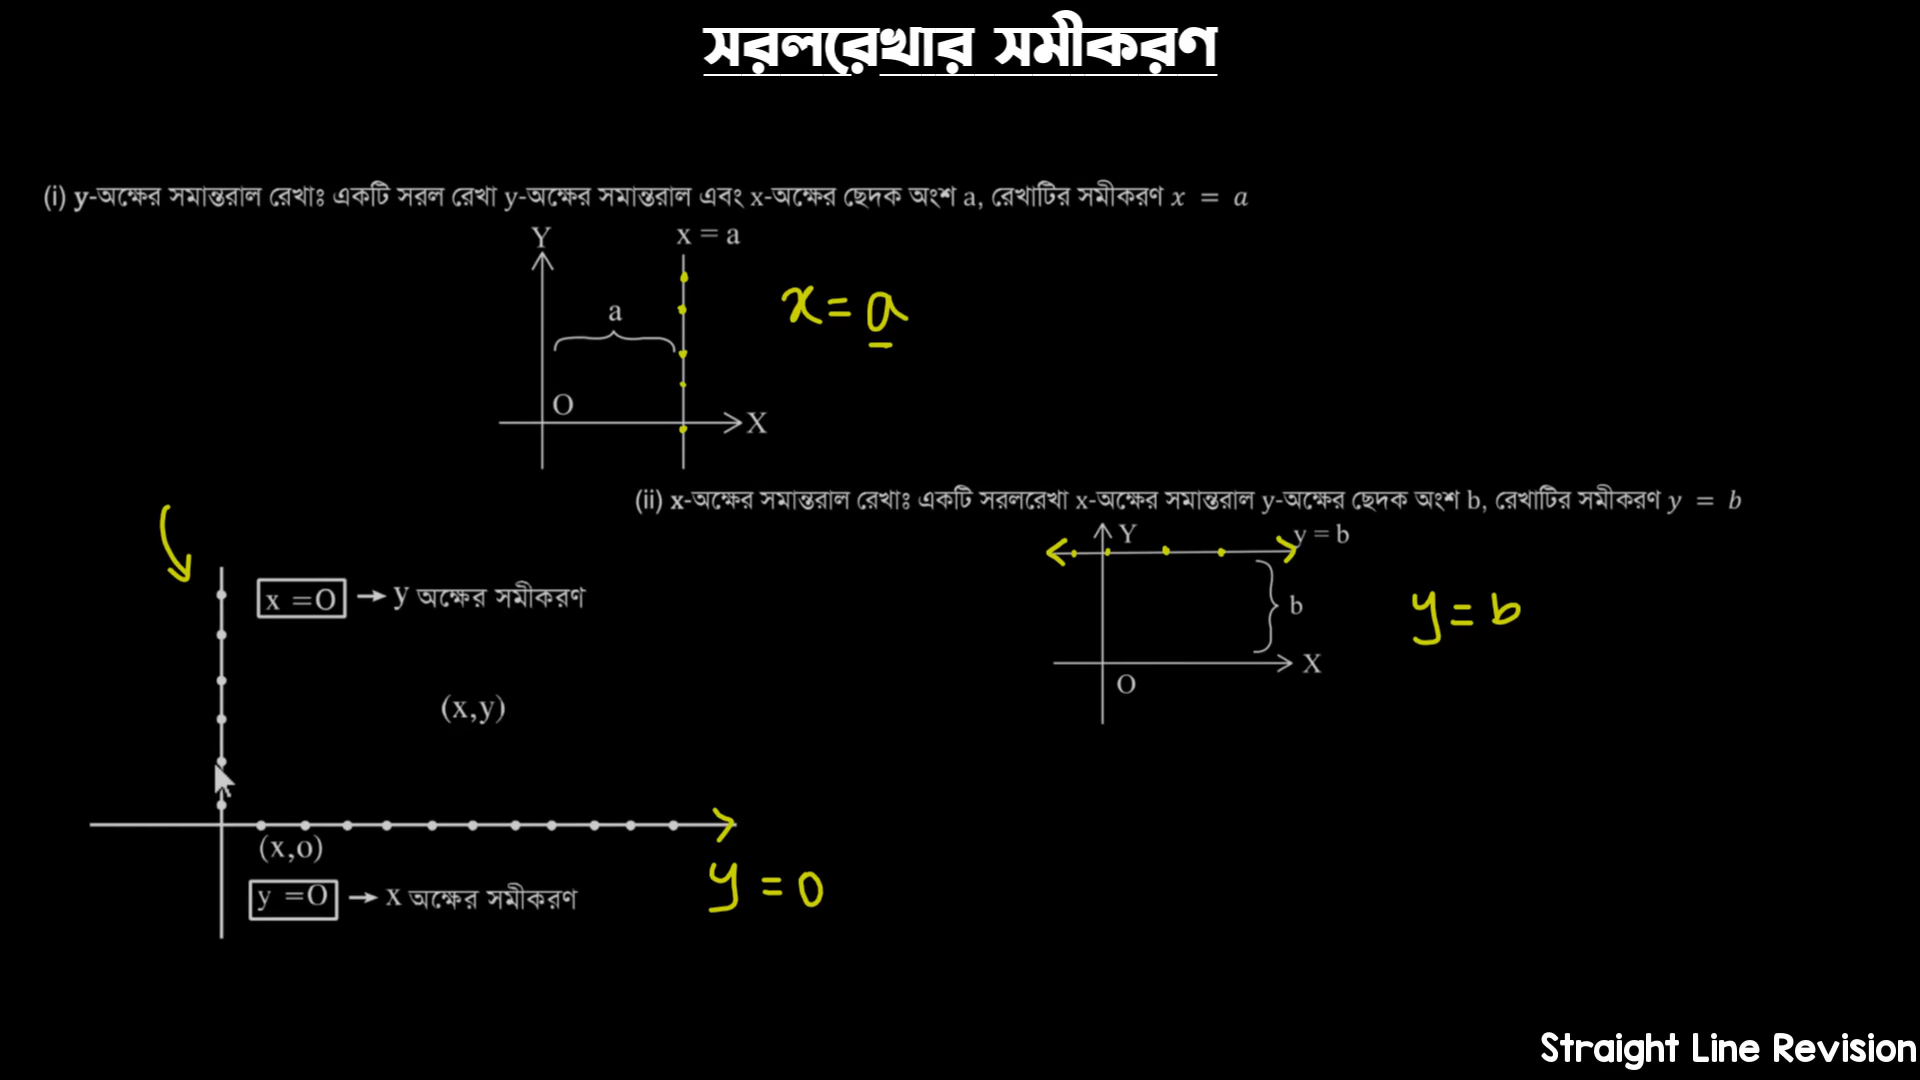 সরলরেখার সমীকরণ
(i) y-অক্ষের সমান্তরাল রেখাঃ একটি সরল রেখা y-অক্ষের সমান্তরাল এবং x-অক্ষের ছেদক অংশ a, রেখাটির সমীকরণ x = a
Y
x = a
a
x = a
O
X
(ii) x-অক্ষের সমান্তরাল রেখাঃ একটি সরলরেখা x-অক্ষের সমান্তরাল y-অক্ষের ছেদক অংশ b, রেখাটির সমীকরণ y = b
Y
y = b
b
y = b
X
O
x =O → y অক্ষের সমীকরণ
(x,y)
(x,o)
y =O → x অক্ষের সমীকরণ
y = 0
Straight Line Revision